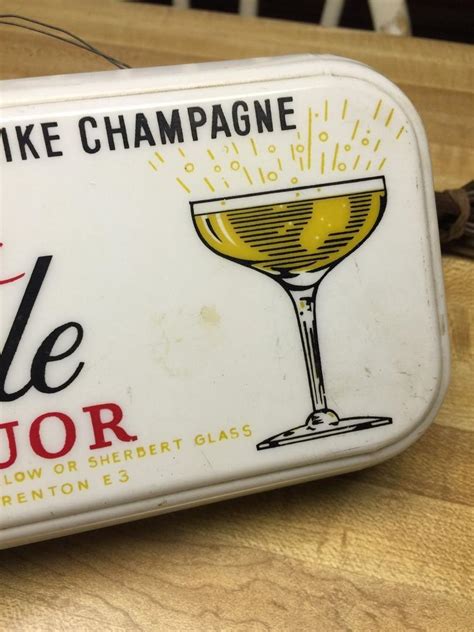 IKE CHAMPAGNE
le
UOR
LOW OR SHERBERT GLASS
RENTON E3